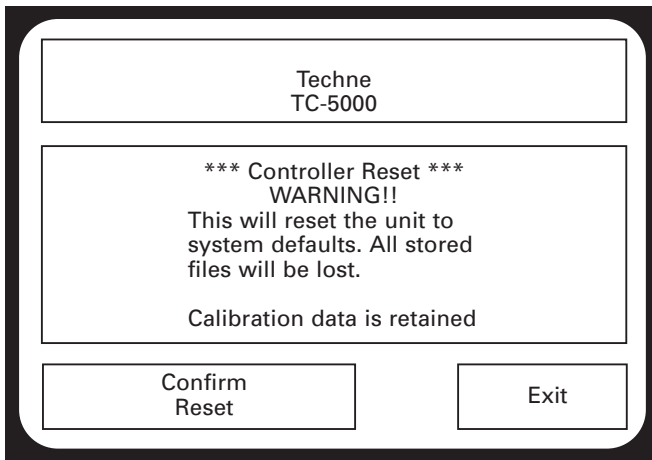 Techne
TC-5000
*** Controller Reset ***
WARNING!!
This will reset the unit to
system defaults. All stored
files will be lost.
Calibration data is retained
Confirm
Reset
Exit